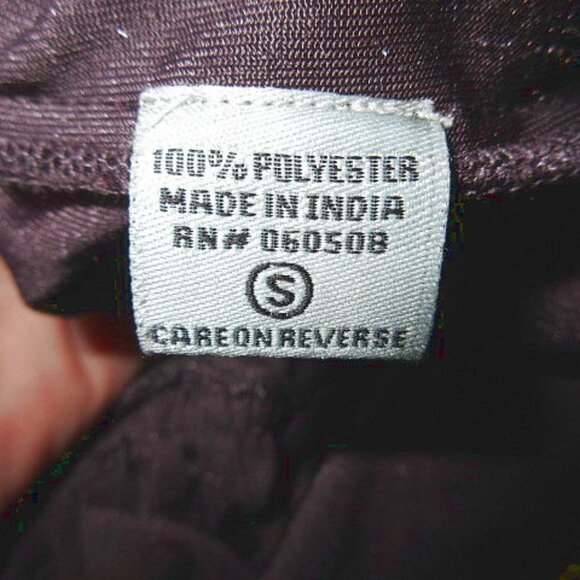 100% POLYESTER
MADE IN INDIA
RN# 060508
S
CARE ON REVERSE